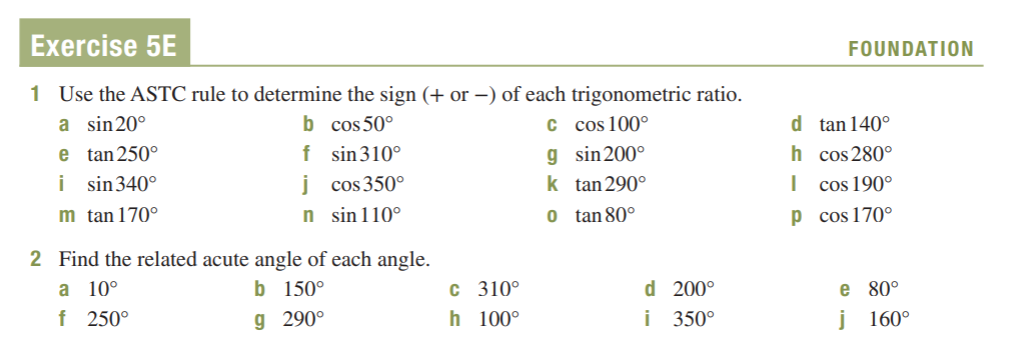 Exercise 5E FOUNDATION
1 Use the ASTC rule to determine the sign (+ or −) of each trigonometric ratio.
a sin 20° b cos 50° c cos 100° d tan 140°
e tan 250° f sin 310° g sin 200° h cos 280°
i sin 340° j cos 350° k tan 290° l cos 190°
m tan 170° n sin 110° o tan 80° p cos 170°
2 Find the related acute angle of each angle.
a 10° b 150° c 310° d 200° e 80°
f 250° g 290° h 100° i 350° j 160°